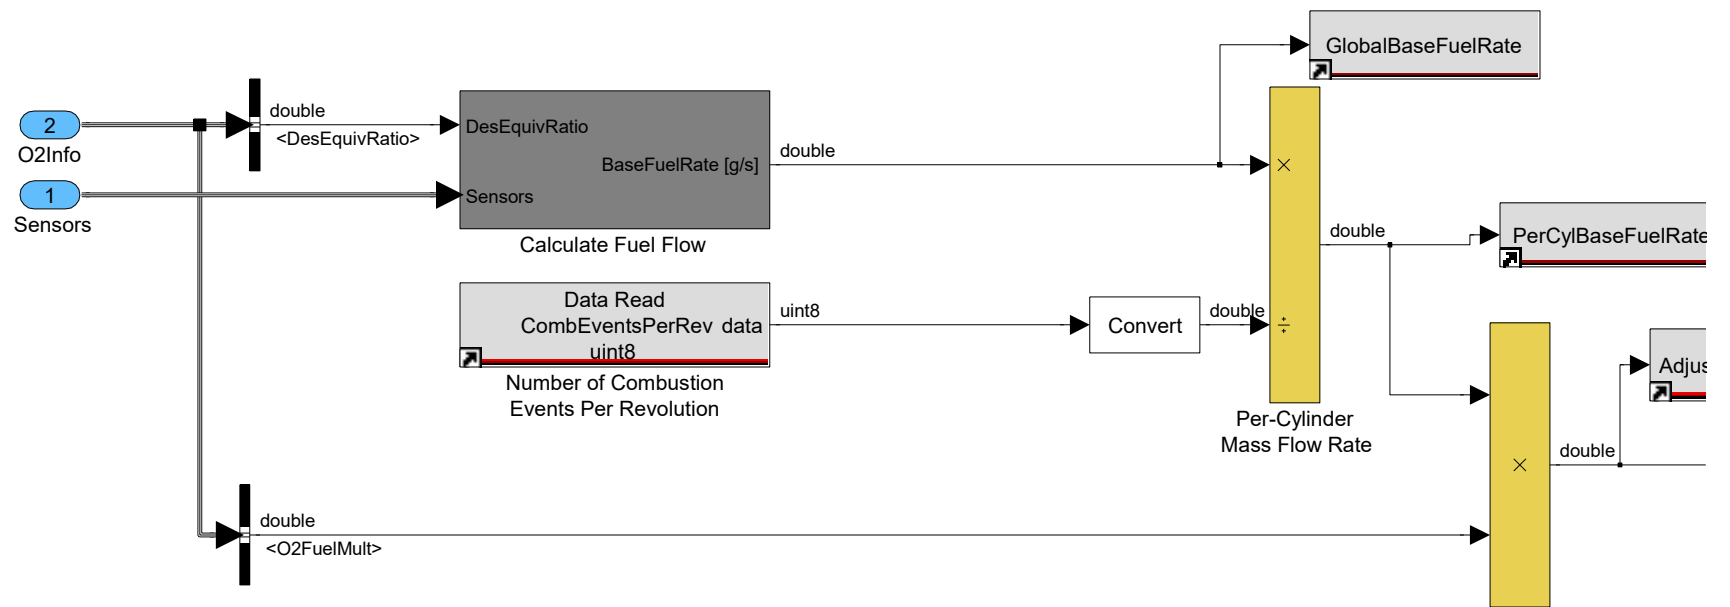 GlobalBaseFuelRate
2
O2Info
double
<DesEquivRatio>
DesEquivRatio
BaseFuelRate [g/s]
Sensors
Calculate Fuel Flow
double
×
÷
1
Sensors
double
PerCylBaseFuelRate
Data Read
CombEventsPerRev data
uint8
uint8
Convert
double
Number of Combustion
Events Per Revolution
Per-Cylinder
Mass Flow Rate
Adjus
×
double
double
<O2FuelMult>